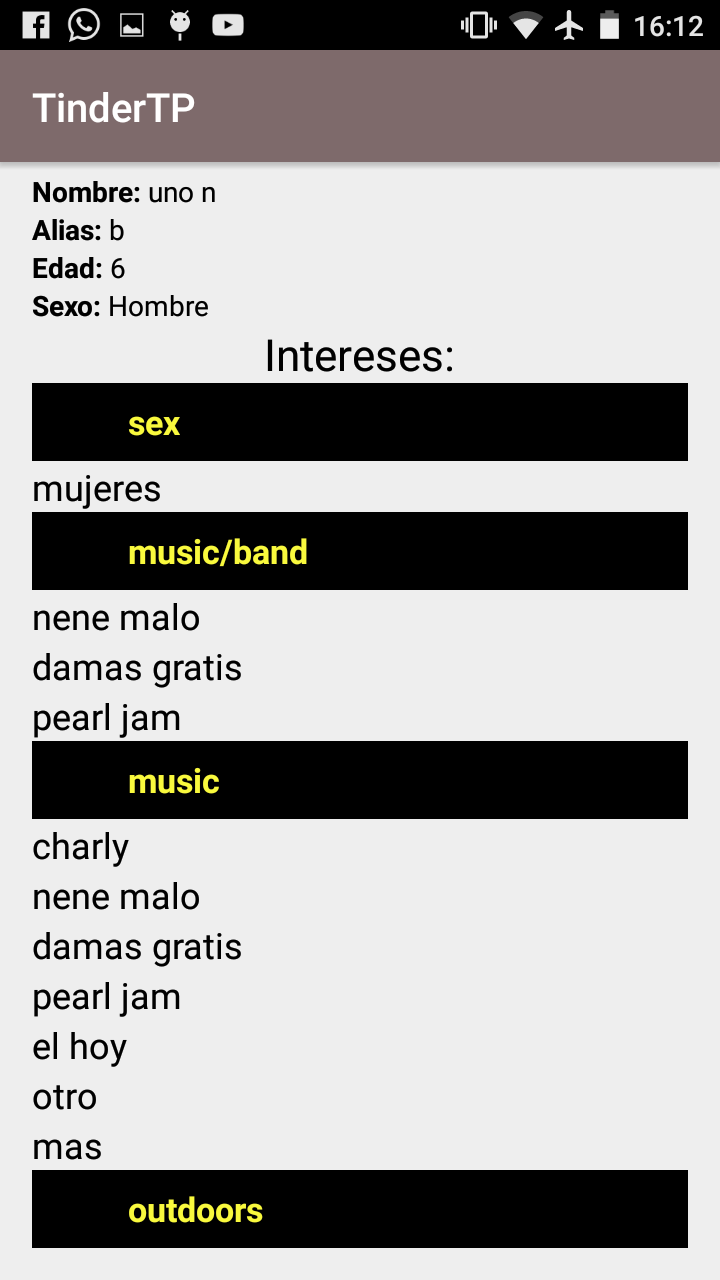 16:12
TinderTP
Nombre: uno n
Alias: b
Edad: 6
Sexo: Hombre
Intereses:
sex
mujeres
music/band
nene malo
damas gratis
pearl jam
music
charly
nene malo
damas gratis
pearl jam
el hoy
otro
mas
outdoors